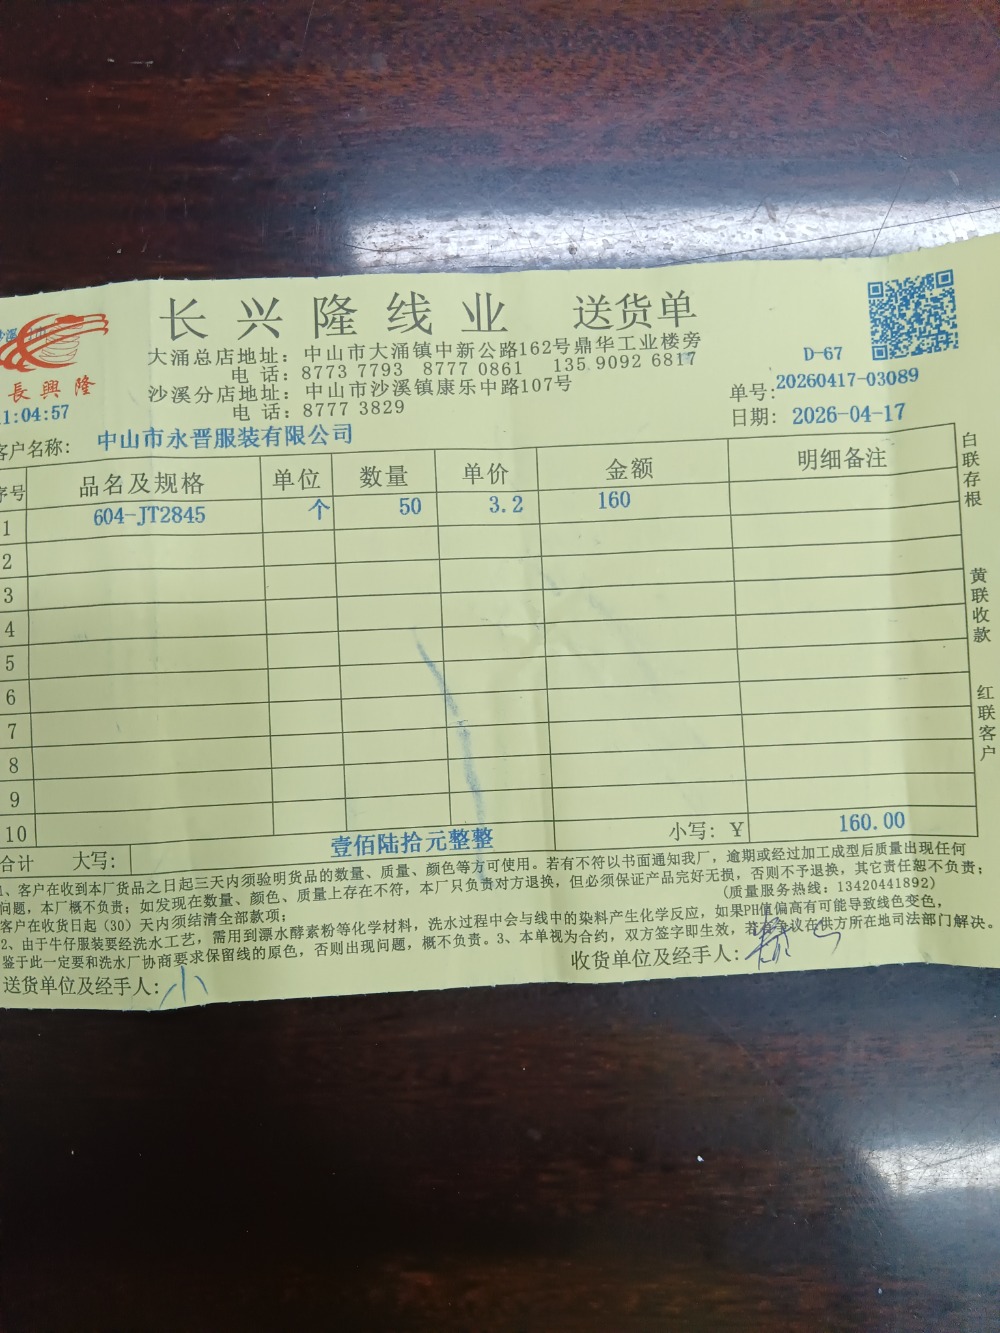 长兴隆线业 送货单
大涌总店地址：中山市大涌镇中新公路162号鼎华工业楼旁
电 话：8773 7793 8777 0861 135 9092 6817
沙溪分店地址：中山市沙溪镇康乐中路107号
电 话：8777 3829
長興隆
1:04:57
D-67
单号：20260417-03089
日期：2026-04-17
客户名称：中山市永晋服装有限公司
序号 品名及规格 单位 数量 单价 金额 明细备注
1 604-JT2845 个 50 3.2 160
2
3
4
5
6
7
8
9
10
合计 大写：壹佰陆拾元整整 小写：￥ 160.00
1、客户在收到本厂货品之日起三天内须验明货品的数量、质量、颜色等方可使用。若有不符以书面通知我厂，逾期或经过加工成型后质量出现任何
问题，本厂概不负责；如发现在数量、颜色、质量上存在不符，本厂只负责对方退换，但必须保证产品完好无损，否则不予退换，其它责任恕不负责；
客户在收货日起（30）天内须结清全部款项； （质量服务热线：13420441892）
2、由于牛仔服装要经洗水工艺，需用到漂水酵素粉等化学材料，洗水过程中会与线中的染料产生化学反应，如果PH值偏高有可能导致线色变色，
鉴于此一定要和洗水厂协商要求保留线的原色，否则出现问题，概不负责。3、本单视为合约，双方签字即生效，若有争议在供方所在地司法部门解决。
送货单位及经手人：小
收货单位及经手人：
白联存根
黄联收款
红联客户